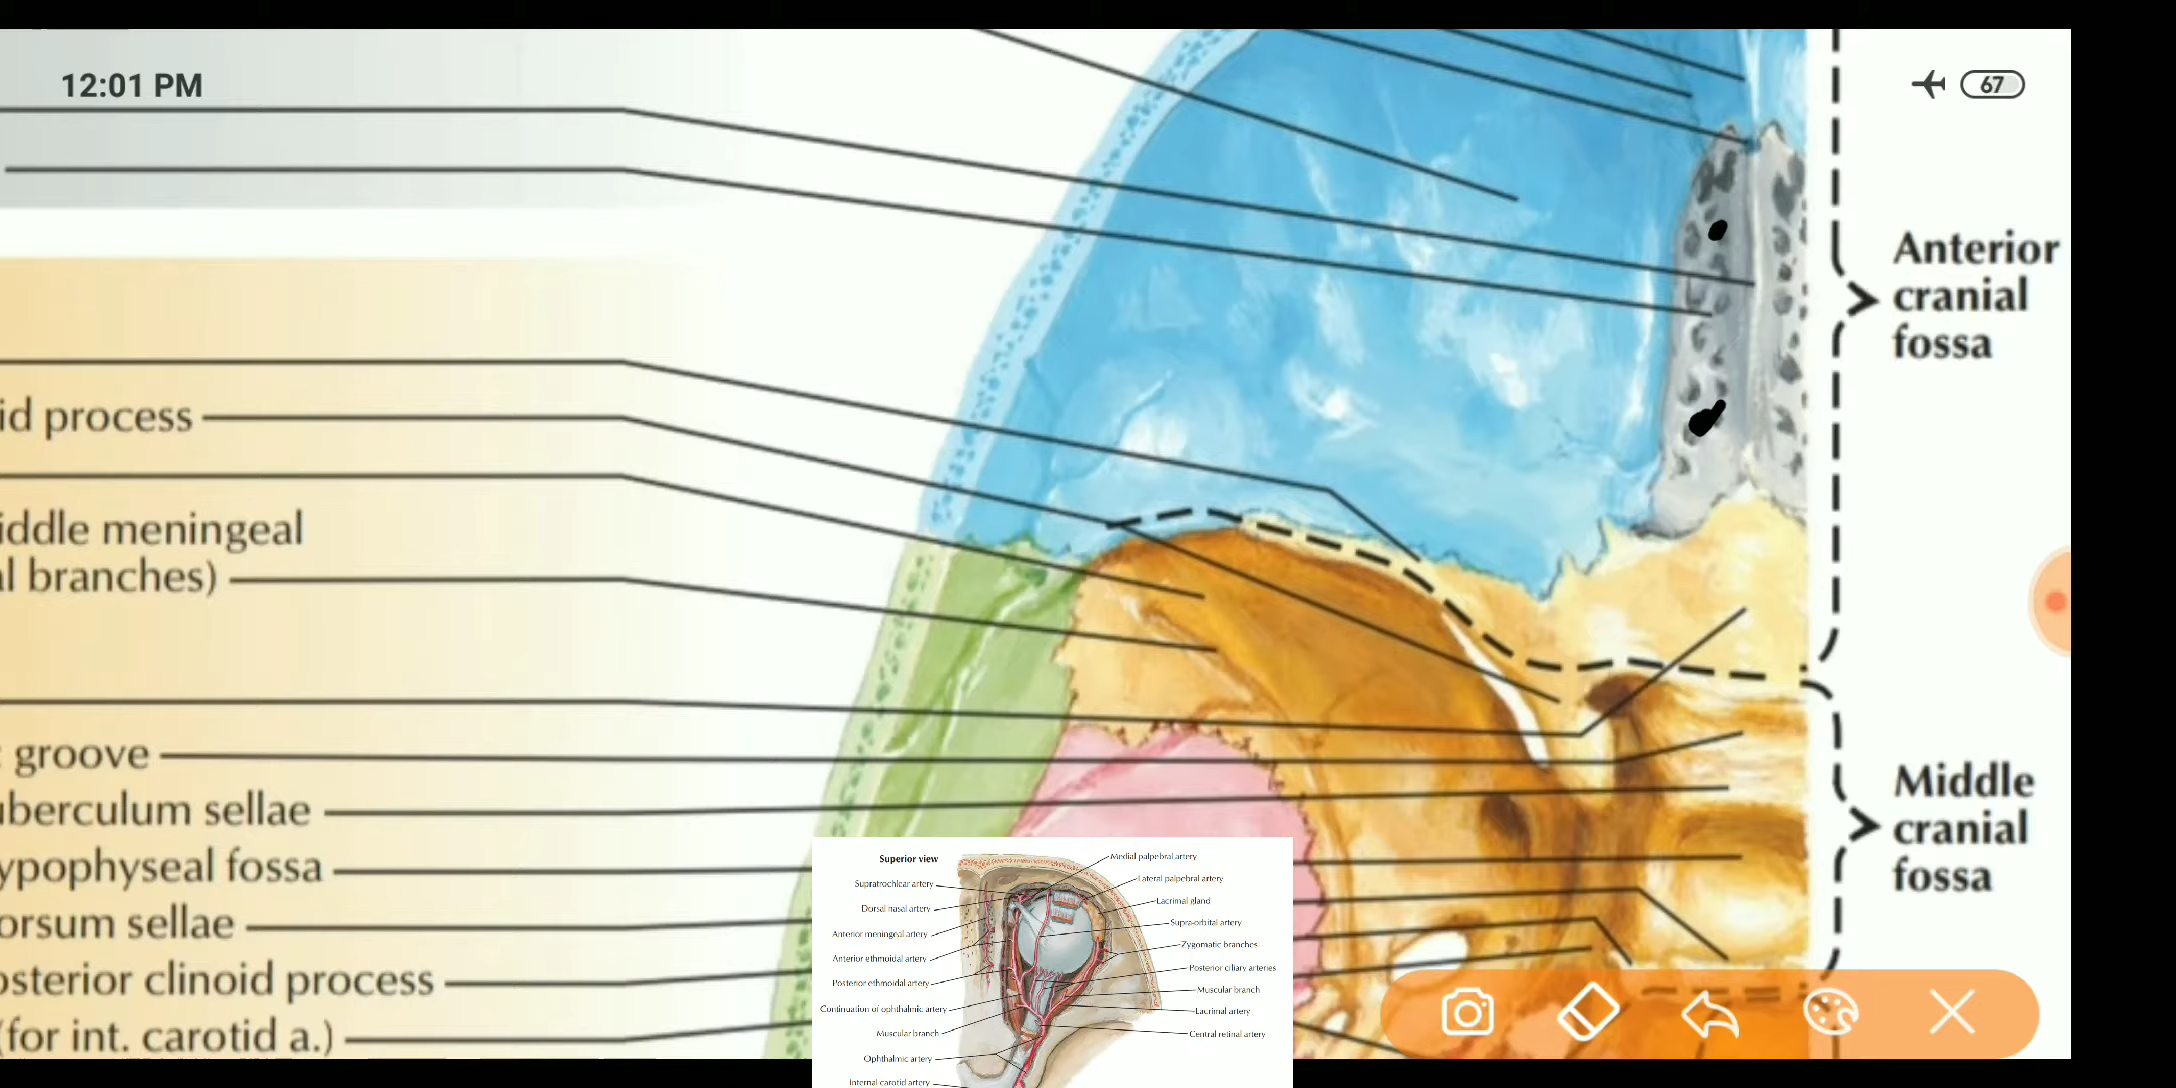 12:01 PM
67
Anterior
cranial
fossa
id process
iddle meningeal
al branches)
groove
uberculum sellae
Middle
cranial
fossa
ypophyseal fossa
orsum sellae
osterior clinoid process
(for int. carotid a.)
Superior view
Medial palpebral artery
Supratrochlear artery
Lateral palpebral artery
Dorsal nasal artery
Lacrimal gland
Anterior meningeal artery
Supra-orbital artery
Anterior ethmoidal artery
Zygomatic branches
Posterior ethmoidal artery
Posterior ciliary arteries
Continuation of ophthalmic artery
Muscular branch
Muscular branch
Lacrimal artery
Ophthalmic artery
Central retinal artery
Internal carotid artery